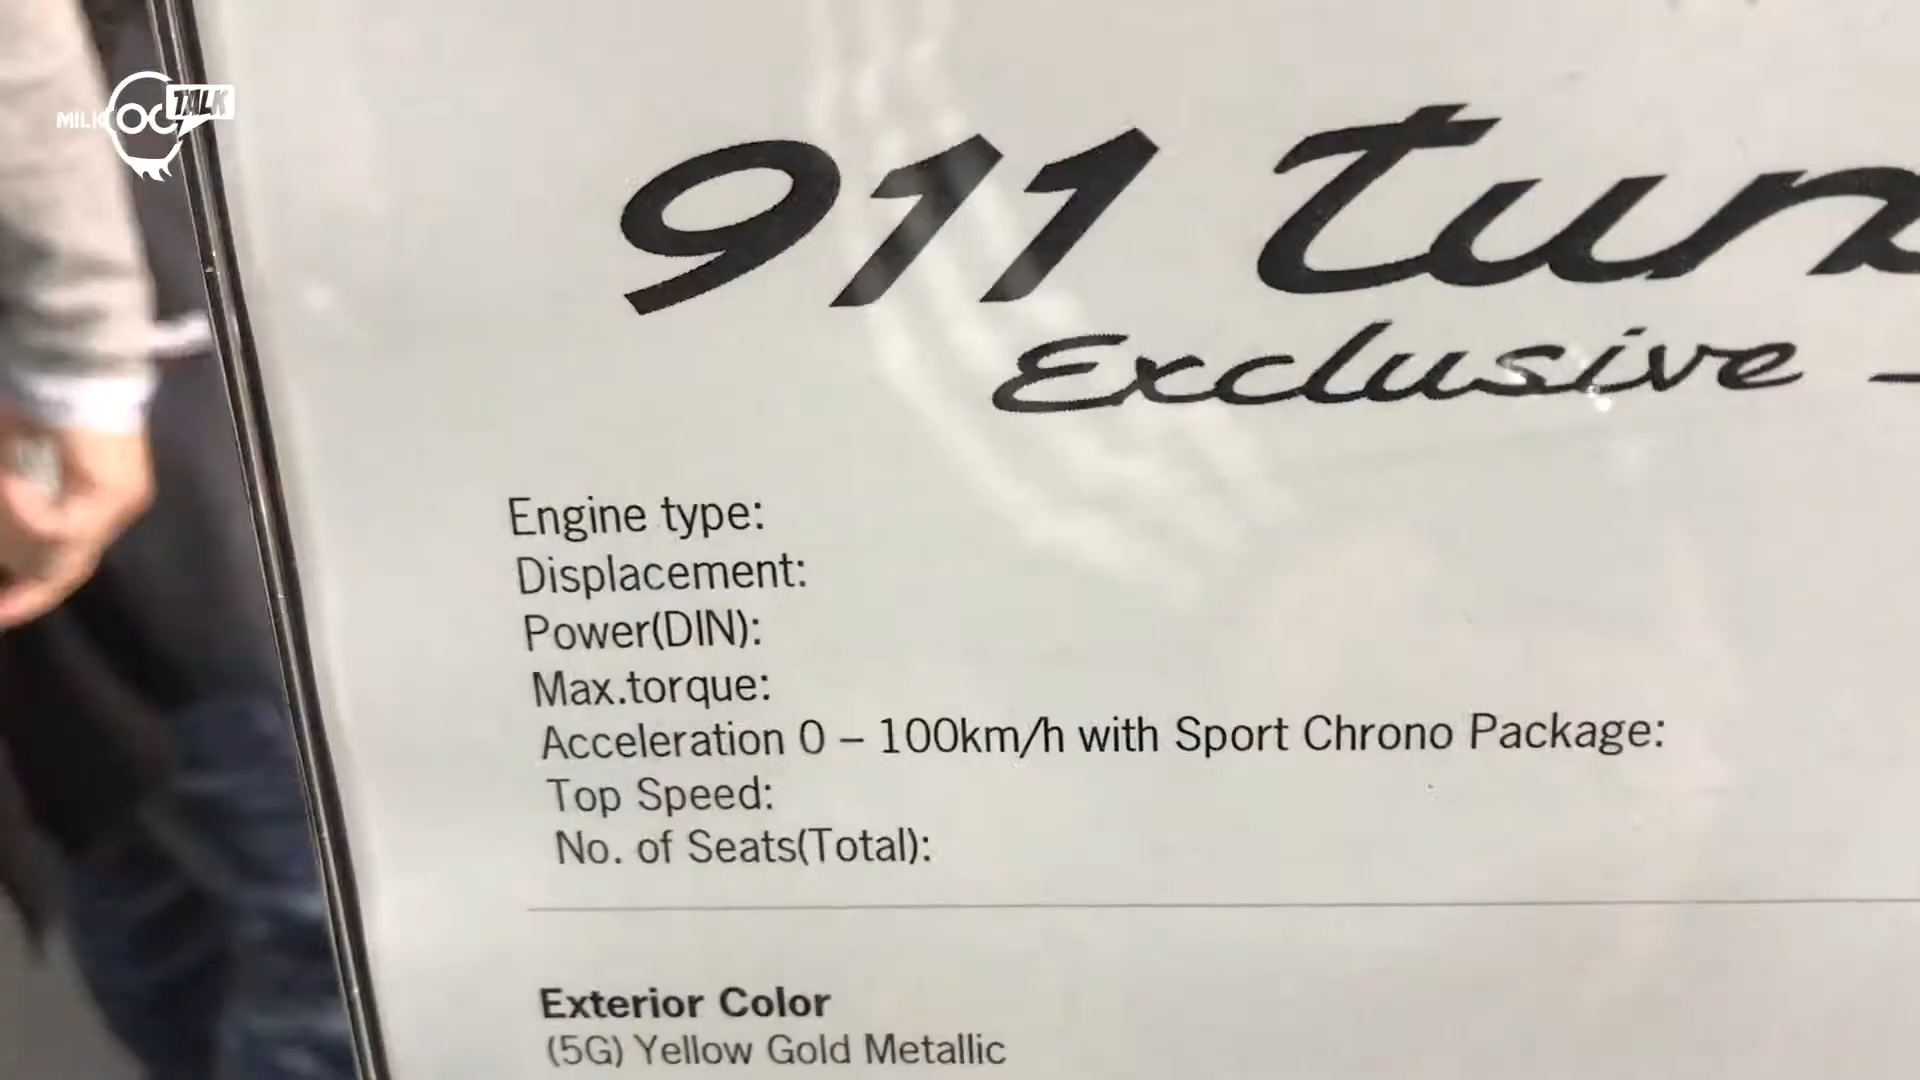 MILK
TALK
911 tur
Exclusive -
Engine type:
Displacement:
Power(DIN):
Max.torque:
Acceleration 0 – 100km/h with Sport Chrono Package:
Top Speed:
No. of Seats(Total):
Exterior Color
(5G) Yellow Gold Metallic